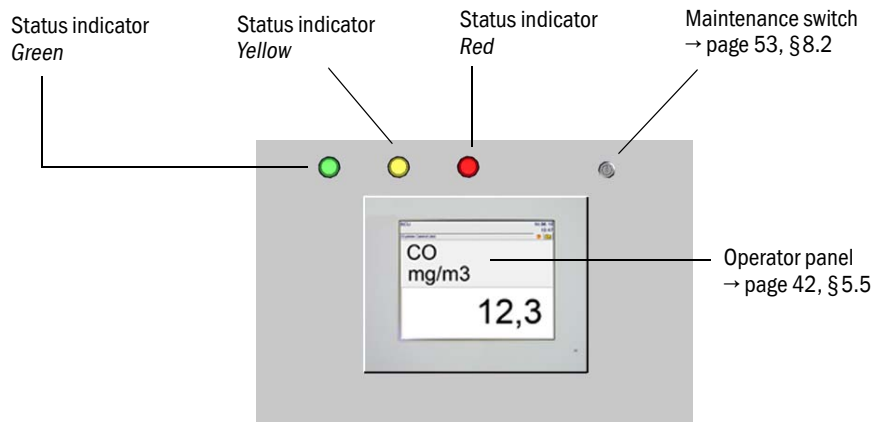 Status indicator
Green
Status indicator
Yellow
Status indicator
Red
Maintenance switch
→ page 53, §8.2
CO
mg/m3
12,3
Operator panel
→ page 42, §5.5